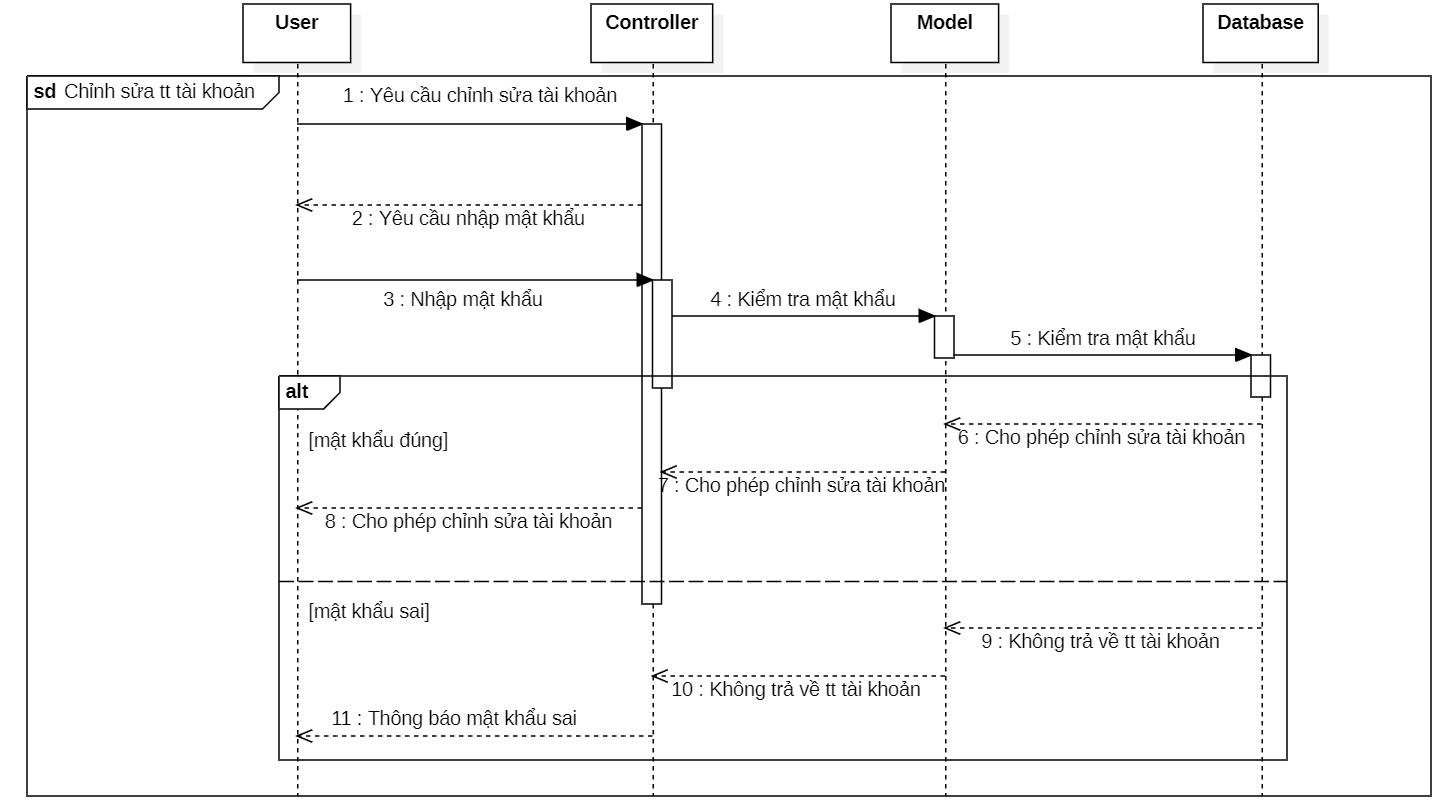 User
Controller
Model
Database
sd Chỉnh sửa tt tài khoản
1 : Yêu cầu chỉnh sửa tài khoản
2 : Yêu cầu nhập mật khẩu
3 : Nhập mật khẩu
4 : Kiểm tra mật khẩu
5 : Kiểm tra mật khẩu
alt
[mật khẩu đúng]
6 : Cho phép chỉnh sửa tài khoản
7 : Cho phép chỉnh sửa tài khoản
8 : Cho phép chỉnh sửa tài khoản
[mật khẩu sai]
9 : Không trả về tt tài khoản
10 : Không trả về tt tài khoản
11 : Thông báo mật khẩu sai